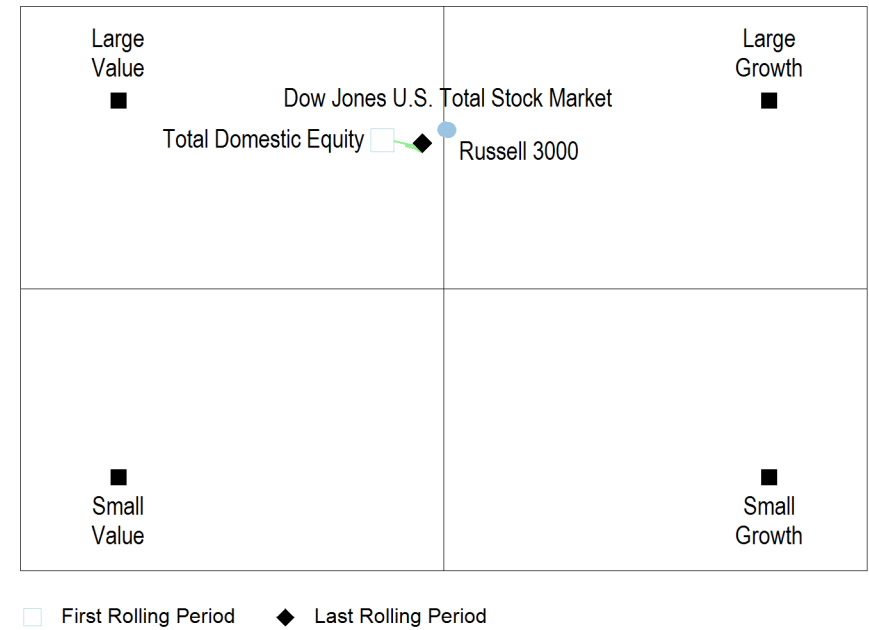 Large
Value
Large
Growth
Dow Jones U.S. Total Stock Market
Total Domestic Equity
Russell 3000
Small
Value
Small
Growth
First Rolling Period
Last Rolling Period